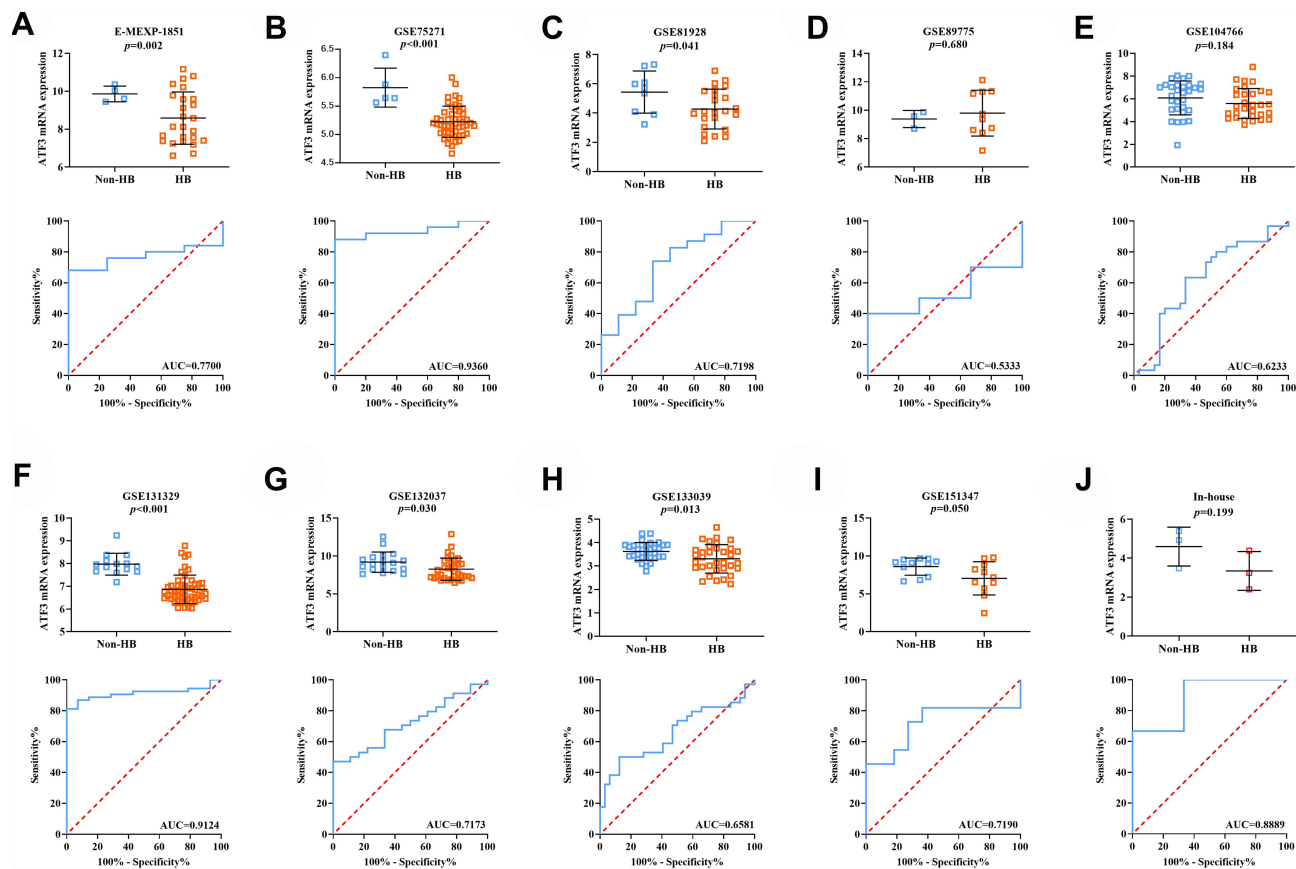 A
E-MEXP-1851
p=0.002
ATF3 mRNA expression
12
10
8
6
Non-HB
HB
Sensitivity%
100
80
60
40
20
0
AUC=0.7700
0 20 40 60 80 100
100% - Specificity%
B
GSE75271
p<0.001
ATF3 mRNA expression
6.5
6.0
5.5
5.0
4.5
Non-HB
HB
Sensitivity%
100
80
60
40
20
0
AUC=0.9360
0 20 40 60 80 100
100% - Specificity%
C
GSE81928
p=0.041
ATF3 mRNA expression
8
6
4
2
0
Non-HB
HB
Sensitivity%
100
80
60
40
20
0
AUC=0.7198
0 20 40 60 80 100
100% - Specificity%
D
GSE89775
p=0.680
ATF3 mRNA expression
14
12
10
8
6
Non-HB
HB
Sensitivity%
100
80
60
40
20
0
AUC=0.5333
0 20 40 60 80 100
100% - Specificity%
E
GSE104766
p=0.184
ATF3 mRNA expression
10
8
6
4
2
0
Non-HB
HB
Sensitivity%
100
80
60
40
20
0
AUC=0.6233
0 20 40 60 80 100
100% - Specificity%
F
GSE131329
p<0.001
ATF3 mRNA expression
10
9
8
7
6
5
Non-HB
HB
Sensitivity%
100
80
60
40
20
0
AUC=0.9124
0 20 40 60 80 100
100% - Specificity%
G
GSE132037
p=0.030
ATF3 mRNA expression
15
10
5
0
Non-HB
HB
Sensitivity%
100
80
60
40
20
0
AUC=0.7173
0 20 40 60 80 100
100% - Specificity%
H
GSE133039
p=0.013
ATF3 mRNA expression
5
4
3
2
1
0
Non-HB
HB
Sensitivity%
100
80
60
40
20
0
AUC=0.6581
0 20 40 60 80 100
100% - Specificity%
I
GSE151347
p=0.050
ATF3 mRNA expression
15
10
5
0
Non-HB
HB
Sensitivity%
100
80
60
40
20
0
AUC=0.7190
0 20 40 60 80 100
100% - Specificity%
J
In-house
p=0.199
ATF3 mRNA expression
6
4
2
0
Non-HB
HB
Sensitivity%
100
80
60
40
20
0
AUC=0.8889
0 20 40 60 80 100
100% - Specificity%